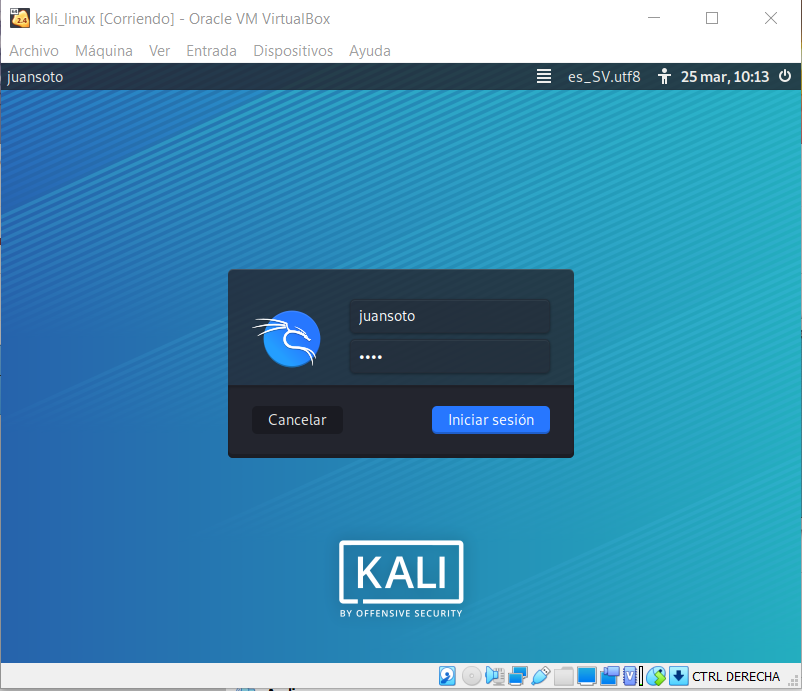 kali_linux [Corriendo] - Oracle VM VirtualBox
Archivo Máquina Ver Entrada Dispositivos Ayuda
juansoto es_SV.utf8 25 mar, 10:13
juansoto
••••
Cancelar Iniciar sesión
KALI
BY OFFENSIVE SECURITY
CTRL DERECHA